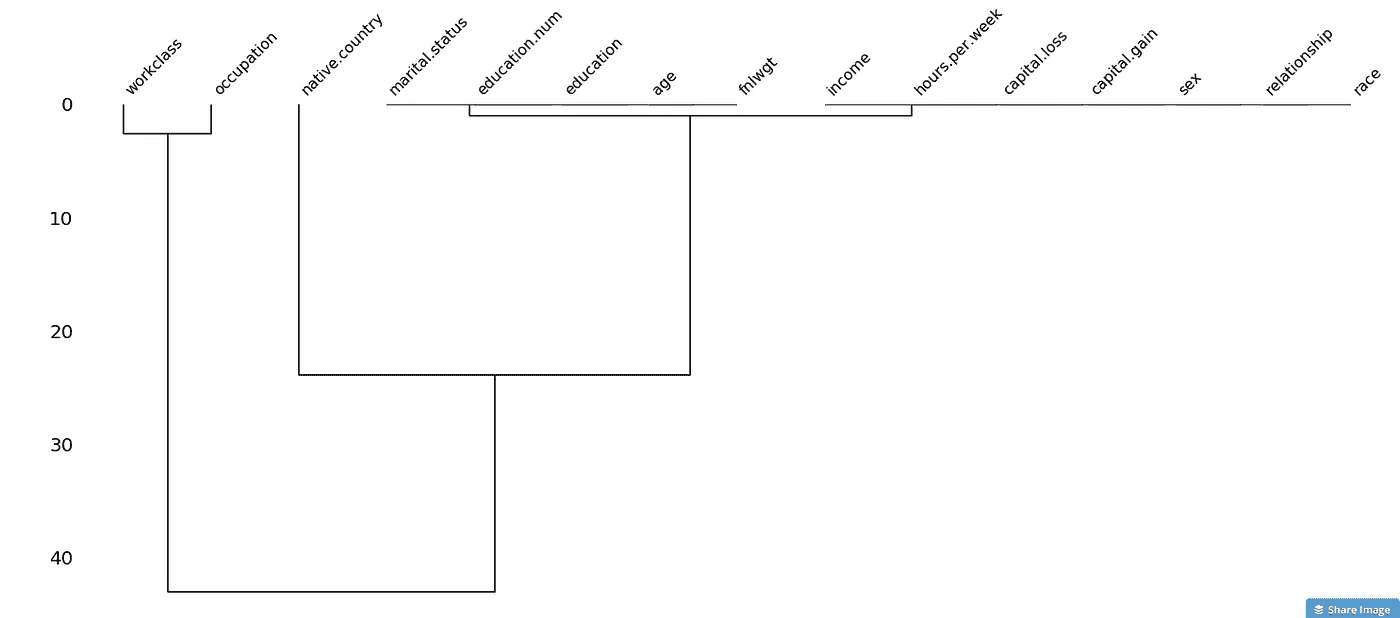 workclass
occupation
native.country
marital.status
education.num
education
age
fnlwgt
income
hours.per.week
capital.loss
capital.gain
sex
relationship
race
0
10
20
30
40
Share Image